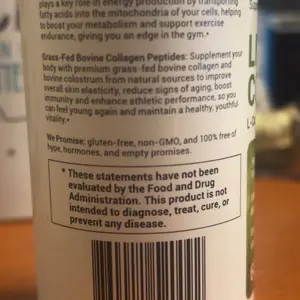 plays a key role in energy production by transporting
fatty acids into the mitochondria of your cells, helping
to boost your metabolism and support exercise
endurance, giving you an edge in the gym.•
Grass-Fed Bovine Collagen Peptides: Supplement your
body with premium grass-fed bovine collagen and
bovine colostrum from natural sources to improve
overall skin elasticity, reduce signs of aging, boost
immunity and enhance athletic performance, so you
can feel young again and maintain a healthy, youthful
vitality.•
We Promise: gluten-free, non-GMO, and 100% free of
hype, hormones, and empty promises.
* These statements have not been
evaluated by the Food and Drug
Administration. This product is not
intended to diagnose, treat, cure, or
prevent any disease.